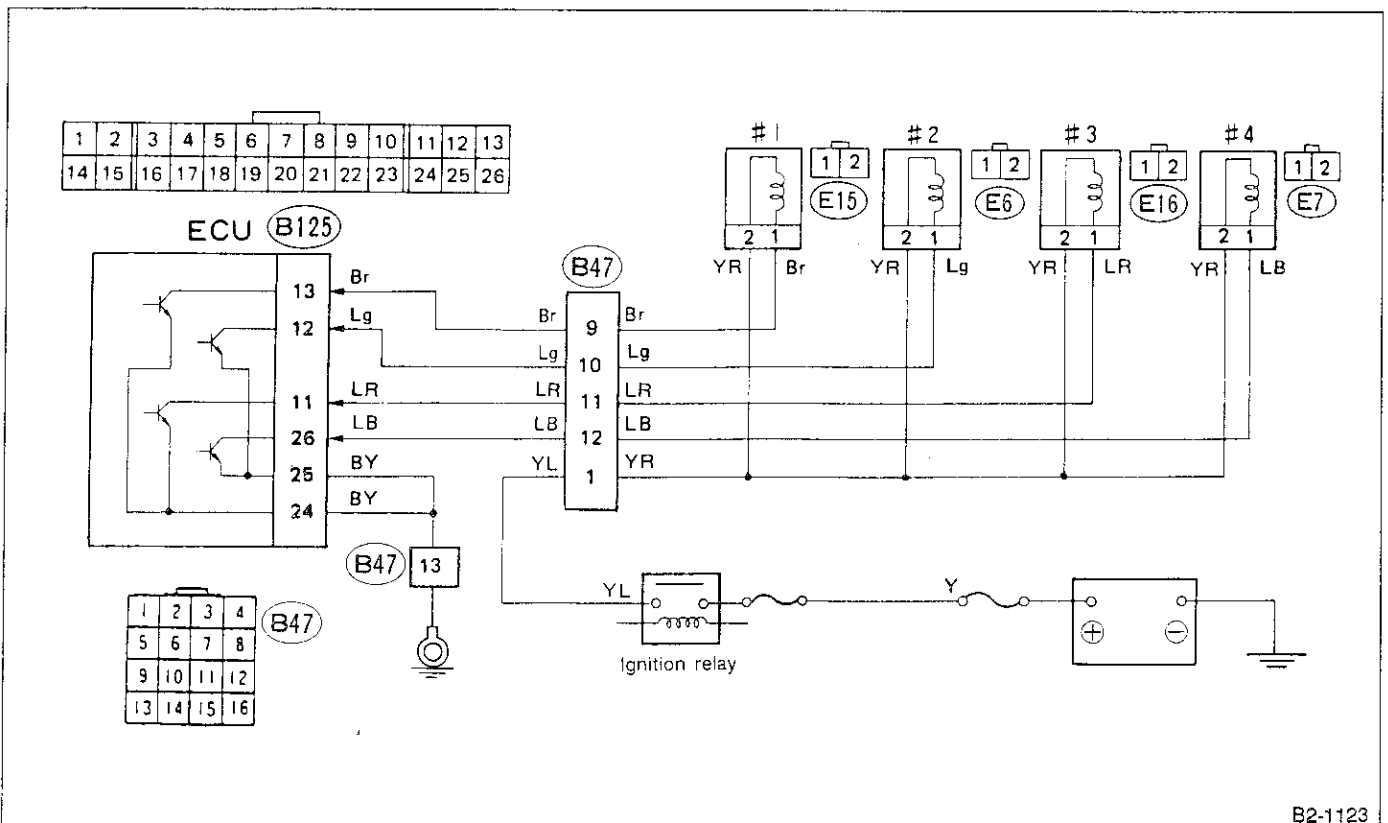 1 2 3 4 5 6 7 8 9 10 11 12 13
14 15 16 17 18 19 20 21 22 23 24 25 26
ECU B125
#1 #2 #3 #4
1 2 1 2 1 2 1 2
E15 E6 E16 E7
2 1 2 1 2 1 2 1
YR Br YR Lg YR LR YR LB
B47
13 Br Br 9 Br
12 Lg Lg 10 Lg
11 LR LR 11 LR
26 LB LB 12 LB
25 BY YL 1 YR
24 BY
B47 13
YL Y
Ignition relay
+ −
1 2 3 4
5 6 7 8
9 10 11 12
13 14 15 16
B47
B2-1123